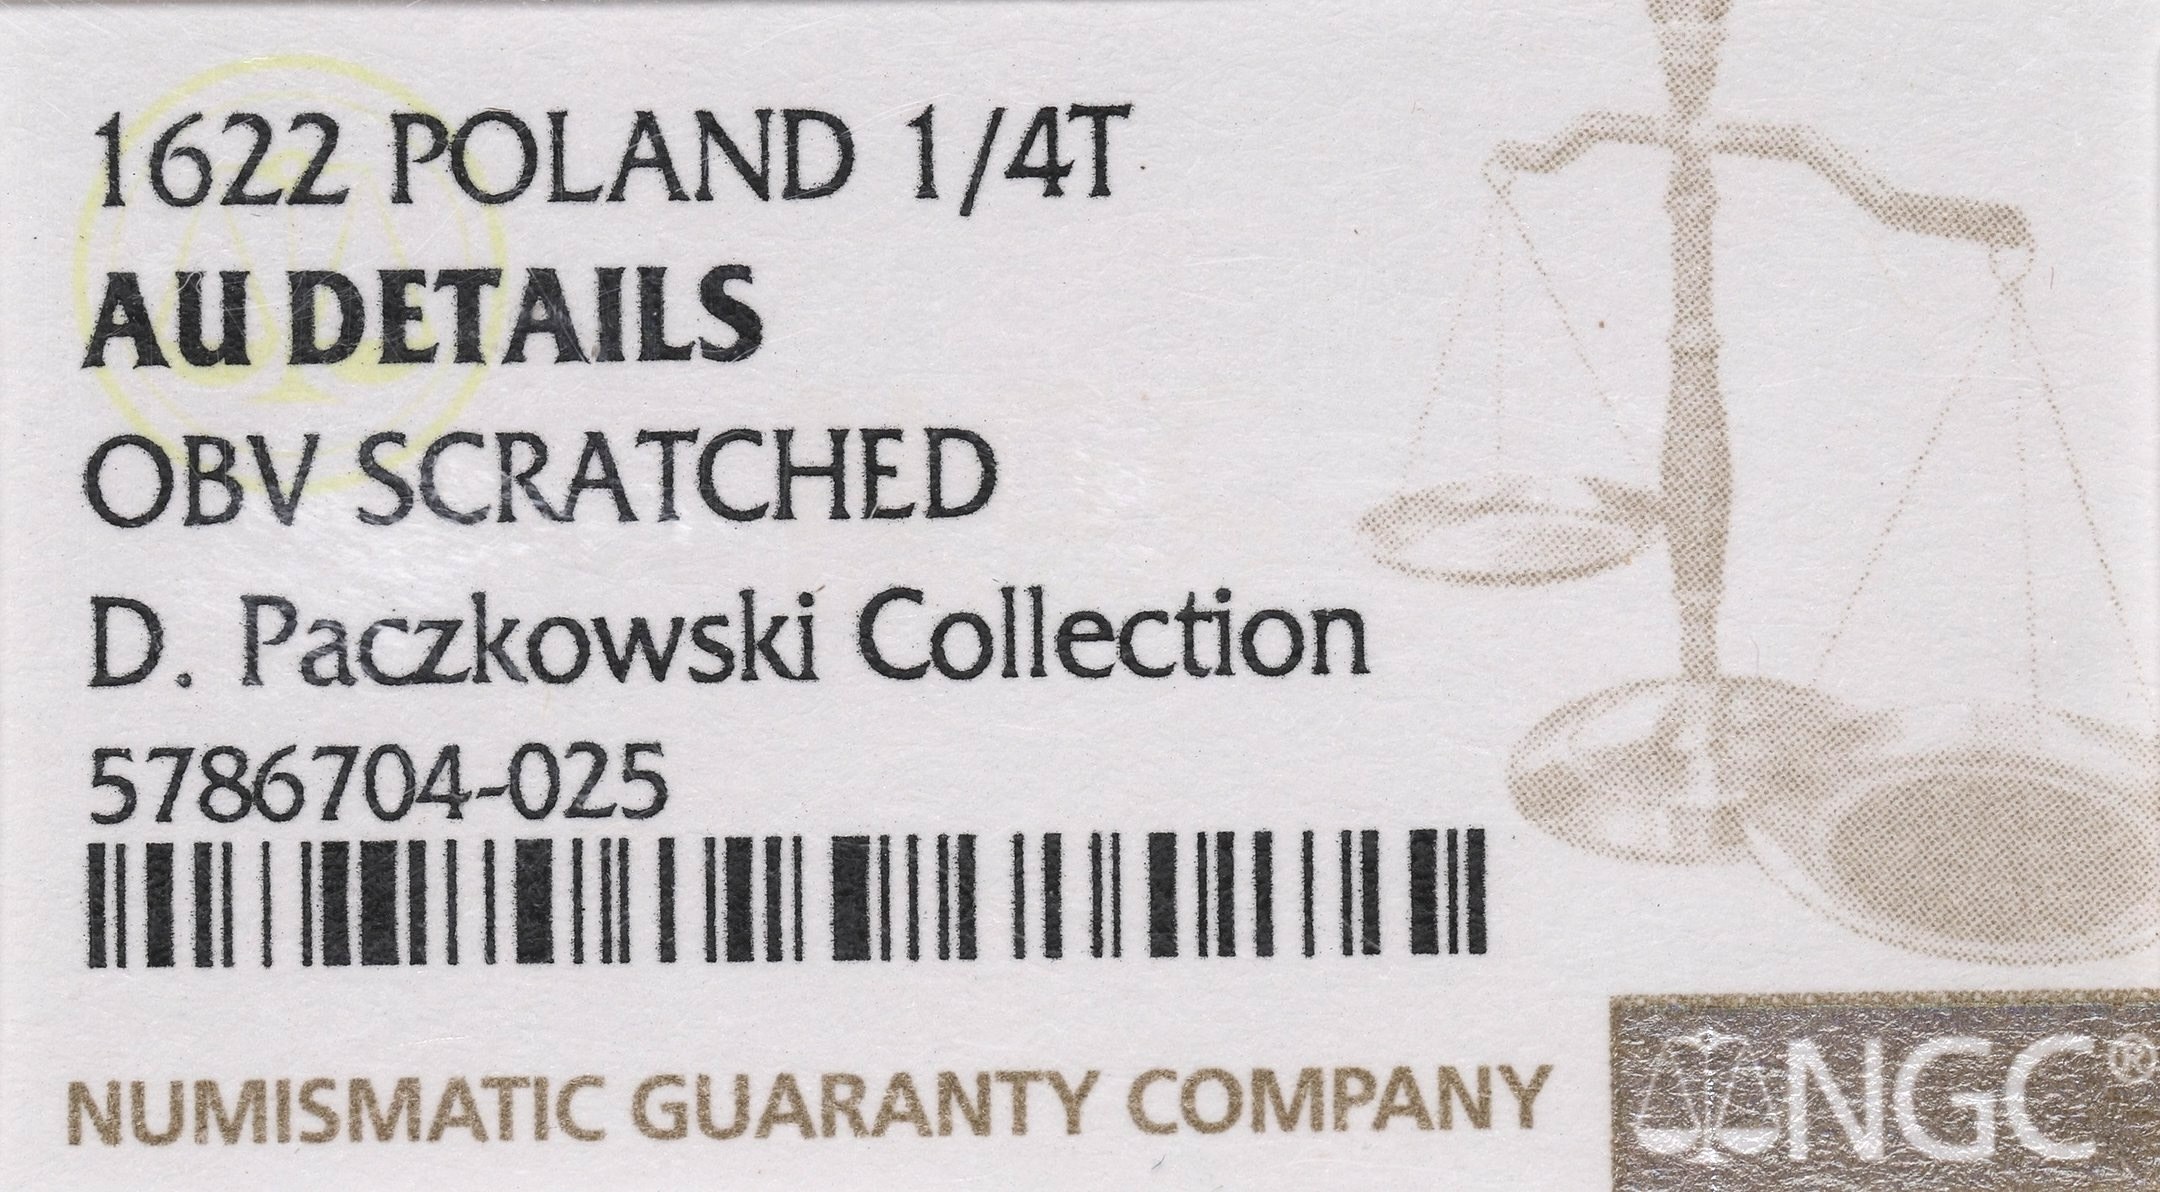 1622 POLAND 1/4T
AU DETAILS
OBV SCRATCHED
D. Paczkowski Collection
5786704-025
NUMISMATIC GUARANTY COMPANY
NGC®